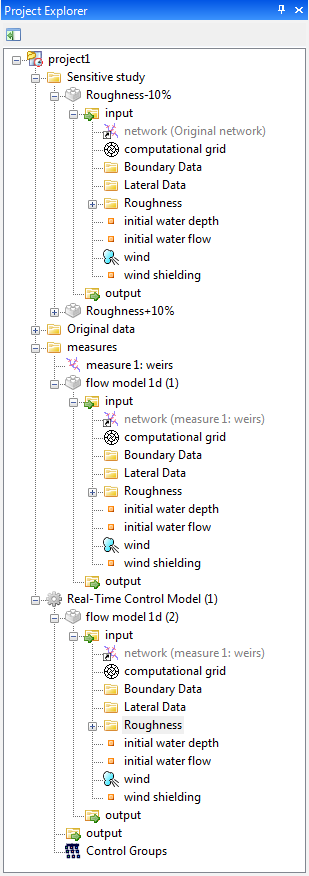 Project Explorer
project1
Sensitive study
Roughness-10%
input
network (Original network)
computational grid
Boundary Data
Lateral Data
Roughness
initial water depth
initial water flow
wind
wind shielding
output
Roughness+10%
Original data
measures
measure 1: weirs
flow model 1d (1)
input
network (measure 1: weirs)
computational grid
Boundary Data
Lateral Data
Roughness
initial water depth
initial water flow
wind
wind shielding
output
Real-Time Control Model (1)
flow model 1d (2)
input
network (measure 1: weirs)
computational grid
Boundary Data
Lateral Data
Roughness
initial water depth
initial water flow
wind
wind shielding
output
output
Control Groups